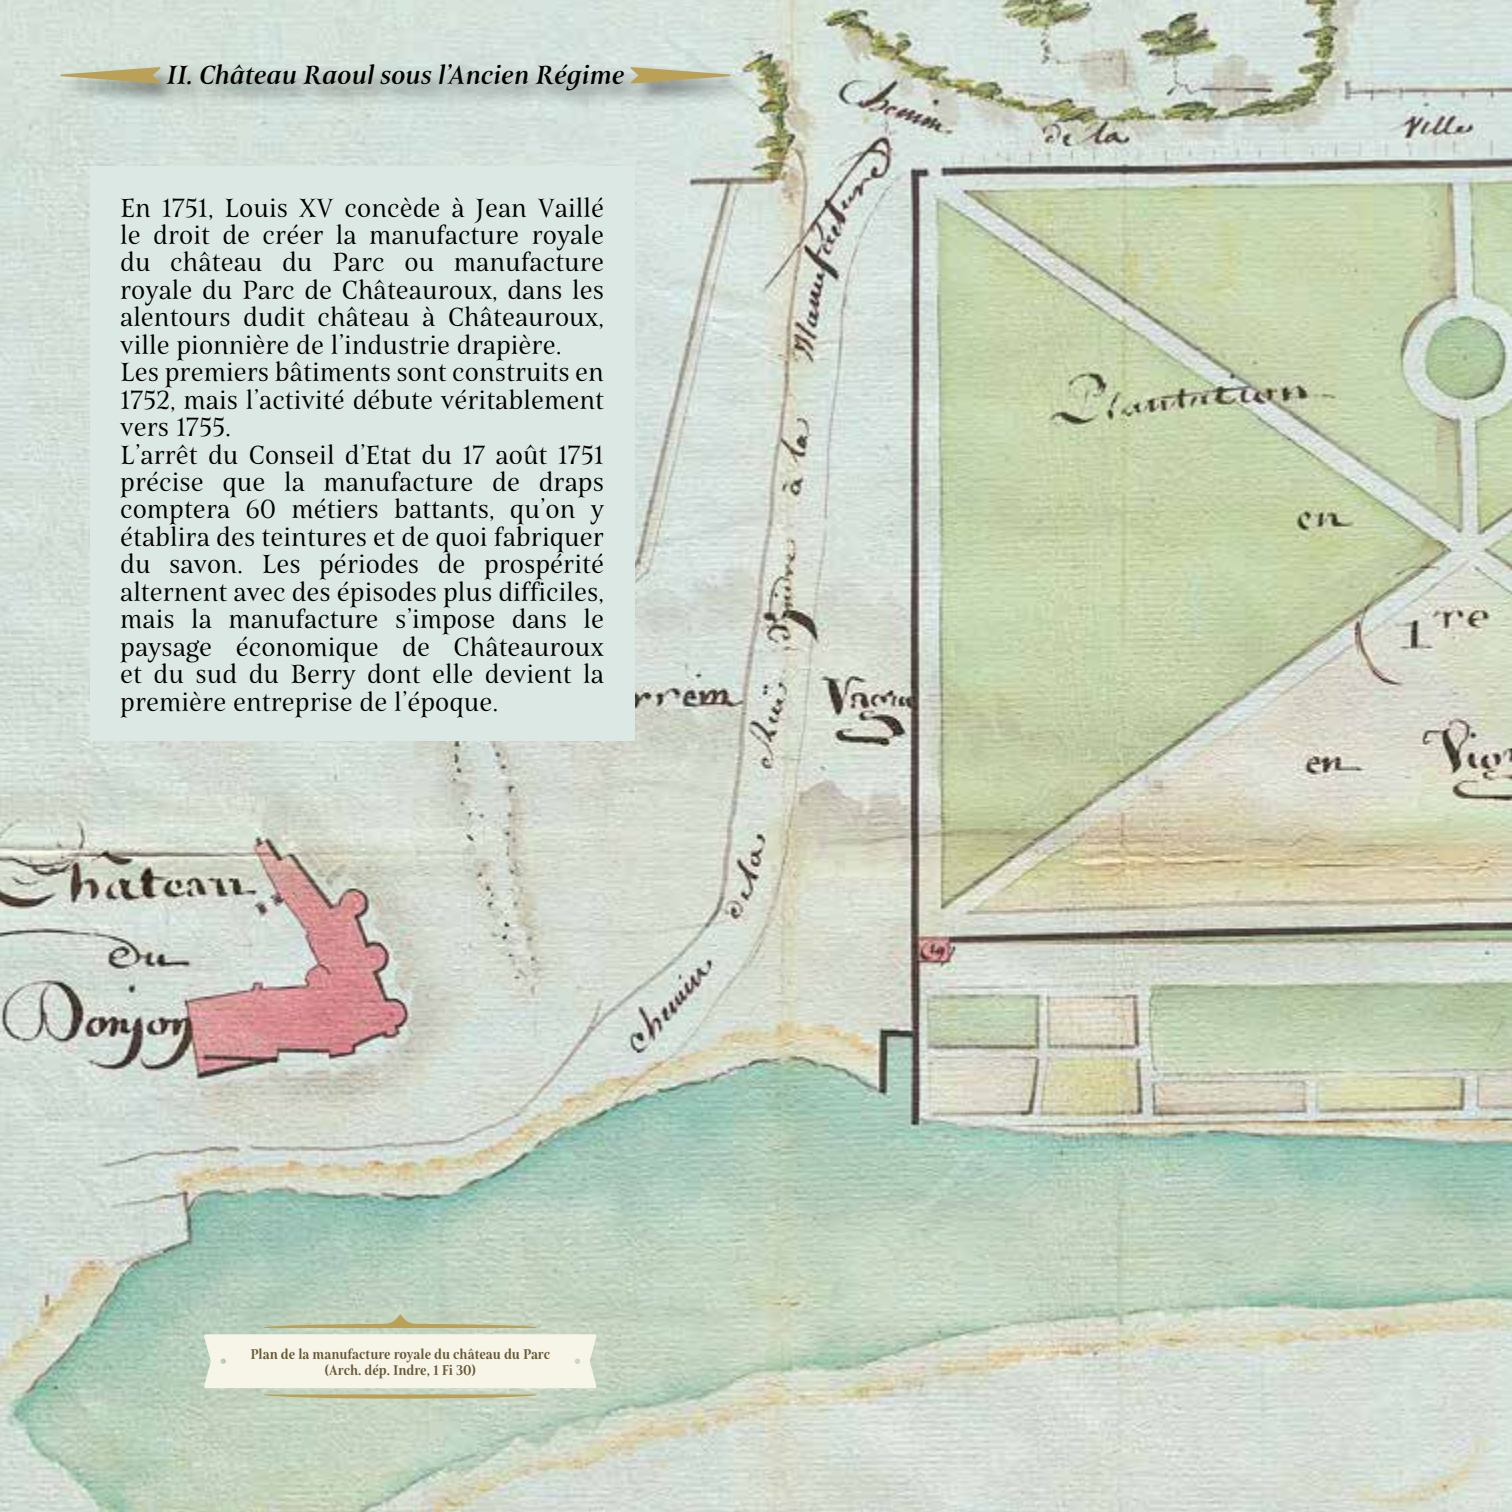 II. Château Raoul sous l'Ancien Régime
En 1751, Louis XV concède à Jean Vaillé
le droit de créer la manufacture royale
du château du Parc ou manufacture
royale du Parc de Châteauroux, dans les
alentours dudit château à Châteauroux,
ville pionnière de l'industrie drapière.
Les premiers bâtiments sont construits en
1752, mais l'activité débute véritablement
vers 1755.
L'arrêt du Conseil d'Etat du 17 août 1751
précise que la manufacture de draps
comptera 60 métiers battants, qu'on y
établira des teintures et de quoi fabriquer
du savon. Les périodes de prospérité
alternent avec des épisodes plus difficiles,
mais la manufacture s'impose dans le
paysage économique de Châteauroux
et du sud du Berry dont elle devient la
première entreprise de l'époque.
Chemin de la Ville
chemin de la Ruë Indre à la Manufacture
Plantation
en
1re
en
Château
du
Donjon
Plan de la manufacture royale du château du Parc
(Arch. dép. Indre, 1 Fi 30)